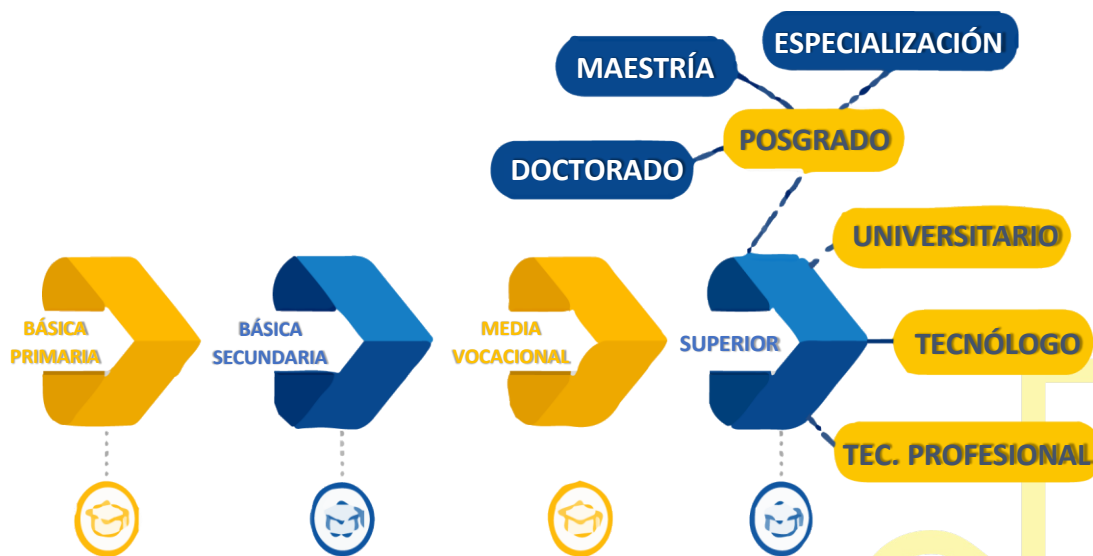 ESPECIALIZACIÓN
MAESTRÍA
POSGRADO
DOCTORADO
UNIVERSITARIO
BÁSICA
PRIMARIA
BÁSICA
SECUNDARIA
MEDIA
VOCACIONAL
SUPERIOR
TECNÓLOGO
TEC. PROFESIONAL